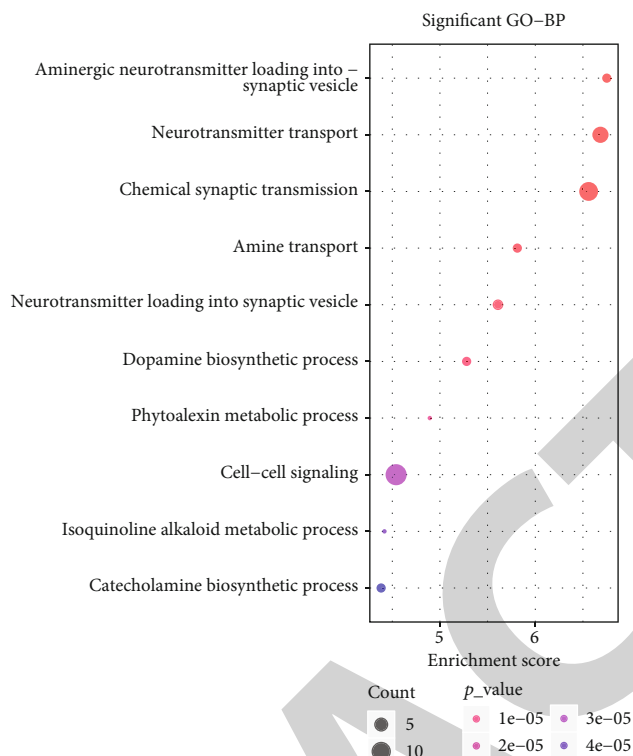 Significant GO−BP
Aminergic neurotransmitter loading into −
synaptic vesicle
Neurotransmitter transport
Chemical synaptic transmission
Amine transport
Neurotransmitter loading into synaptic vesicle
Dopamine biosynthetic process
Phytoalexin metabolic process
Cell−cell signaling
Isoquinoline alkaloid metabolic process
Catecholamine biosynthetic process
5 6
Enrichment score
Count p_value
5 1e−05 3e−05
10 2e−05 4e−05